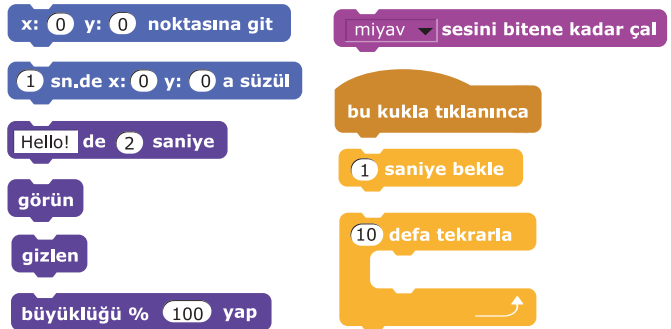 x: 0 y: 0 noktasına git
1 sn.de x: 0 y: 0 a süzül
Hello! de 2 saniye
görün
gizlen
büyüklüğü % 100 yap
miyav sesini bitene kadar çal
bu kukla tıklanınca
1 saniye bekle
10 defa tekrarla